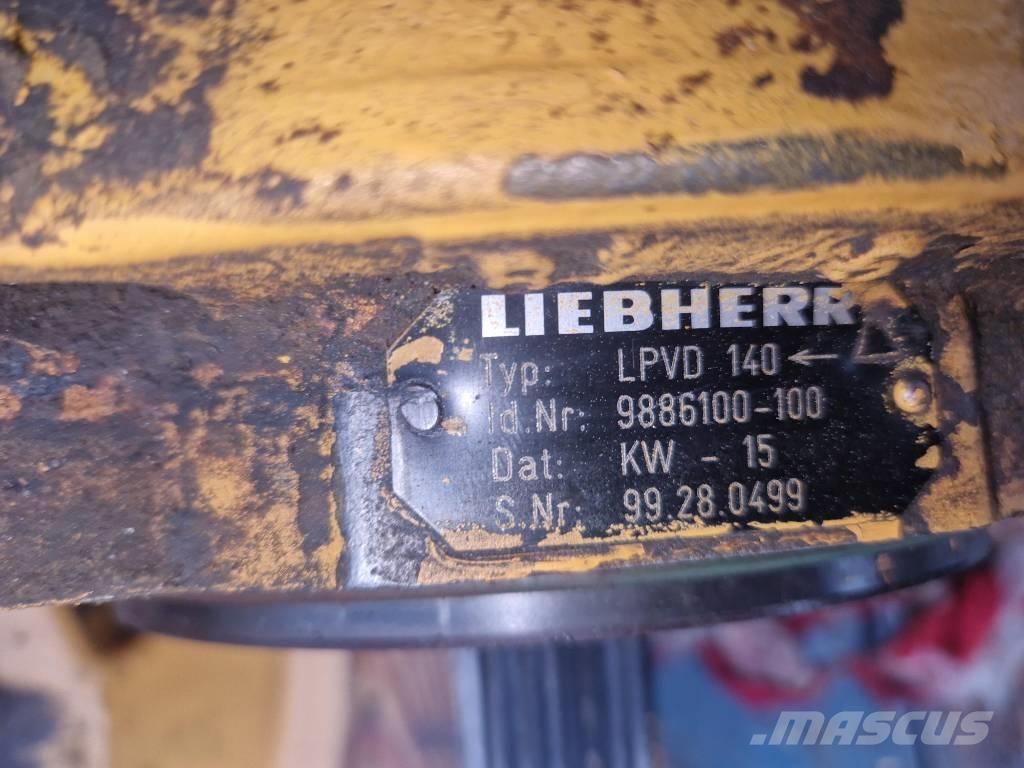 LIEBHERR
Typ: LPVD 140 ←
Id.Nr: 9886100-100
Dat: KW - 15
S.Nr: 99.28.0499
MASCUS